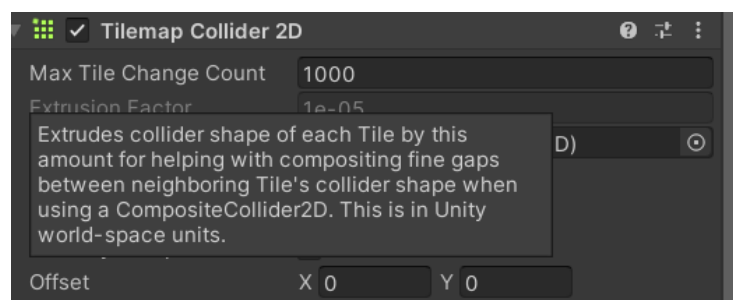 Tilemap Collider 2D
Max Tile Change Count 1000
Extrusion Factor 1e-05
Extrudes collider shape of each Tile by this
amount for helping with compositing fine gaps
D)
between neighboring Tile's collider shape when
using a CompositeCollider2D. This is in Unity
world-space units.
Offset X 0 Y 0